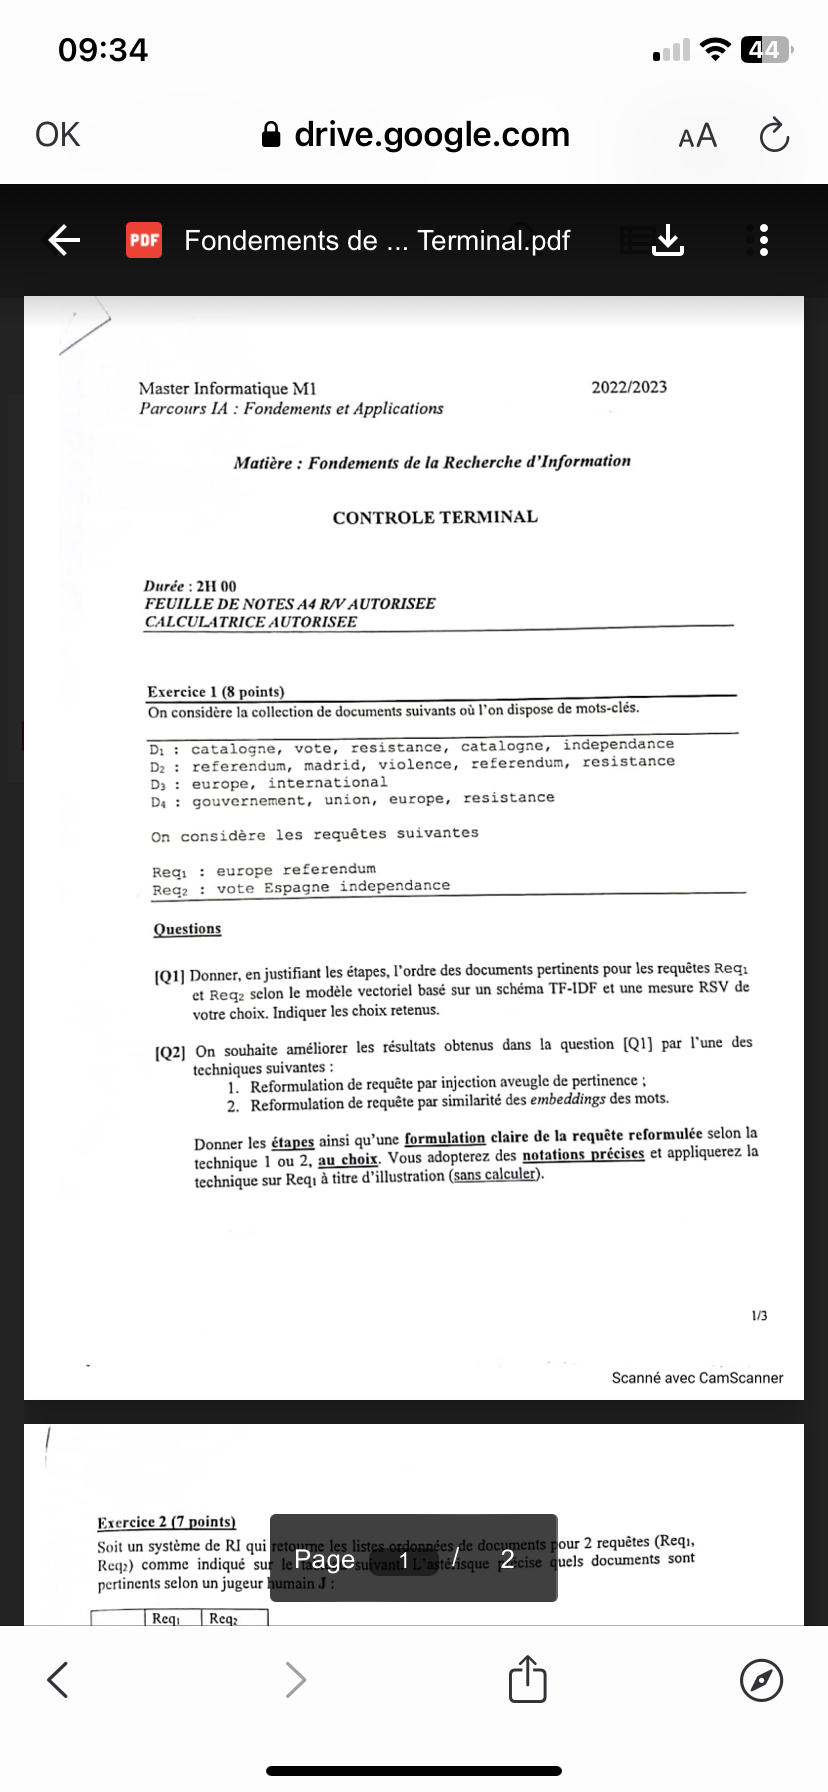 09:34
44
OK
drive.google.com
AA
PDF
Fondements de ... Terminal.pdf
Master Informatique M1
2022/2023
Parcours IA : Fondements et Applications
Matière : Fondements de la Recherche d'Information
CONTROLE TERMINAL
Durée : 2H 00
FEUILLE DE NOTES A4 R/V AUTORISEE
CALCULATRICE AUTORISEE
Exercice 1 (8 points)
On considère la collection de documents suivants où l'on dispose de mots-clés.
D₁ : catalogne, vote, resistance, catalogne, independance
D₂ : referendum, madrid, violence, referendum, resistance
D₃ : europe, international
D₄ : gouvernement, union, europe, resistance
On considère les requêtes suivantes
Req₁ : europe referendum
Req₂ : vote Espagne independance
Questions
[Q1] Donner, en justifiant les étapes, l'ordre des documents pertinents pour les requêtes Req₁
et Req₂ selon le modèle vectoriel basé sur un schéma TF-IDF et une mesure RSV de
votre choix. Indiquer les choix retenus.
[Q2] On souhaite améliorer les résultats obtenus dans la question [Q1] par l'une des
techniques suivantes :
1. Reformulation de requête par injection aveugle de pertinence ;
2. Reformulation de requête par similarité des embeddings des mots.
Donner les étapes ainsi qu'une formulation claire de la requête reformulée selon la
technique 1 ou 2, au choix. Vous adopterez des notations précises et appliquerez la
technique sur Req₁ à titre d'illustration (sans calculer).
1/3
Scanné avec CamScanner
Exercice 2 (7 points)
Soit un système de RI qui retourne les listes ordonnées de documents pour 2 requêtes (Req₁,
Req₂) comme indiqué sur le tableau suivant. L'astérisque précise quels documents sont
pertinents selon un jugeur humain J :
Page 1 / 2
Req₁ Req₂